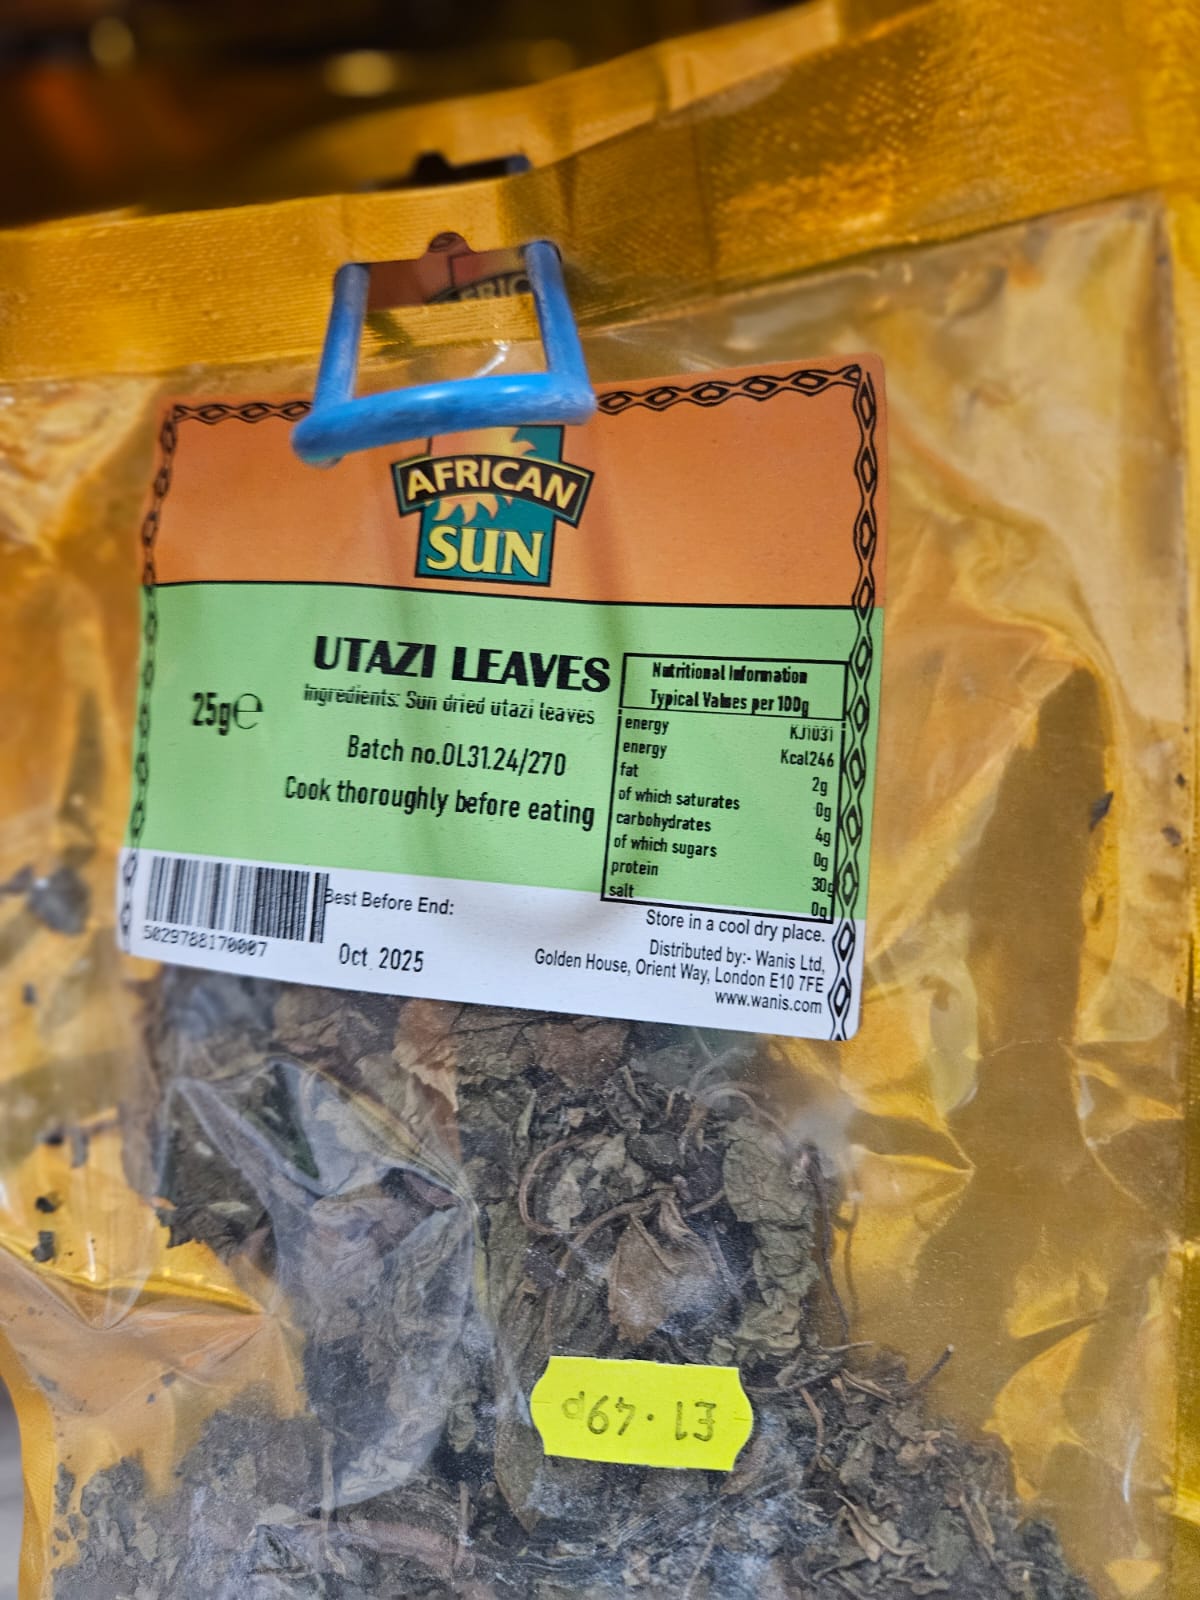 AFRICAN
SUN
UTAZI LEAVES
Ingredients: Sun dried utazi leaves
25g℮
Batch no.OL31.24/270
Cook thoroughly before eating
Nutritional Information
Typical Values per 100g
energy KJ1031
energy Kcal246
fat 2g
of which saturates 0g
carbohydrates 4g
of which sugars 0g
protein 30g
salt 0g
5029788170007
Best Before End:
Oct 2025
Store in a cool dry place.
Distributed by:- Wanis Ltd,
Golden House, Orient Way, London E10 7FE
www.wanis.com
£1.49p